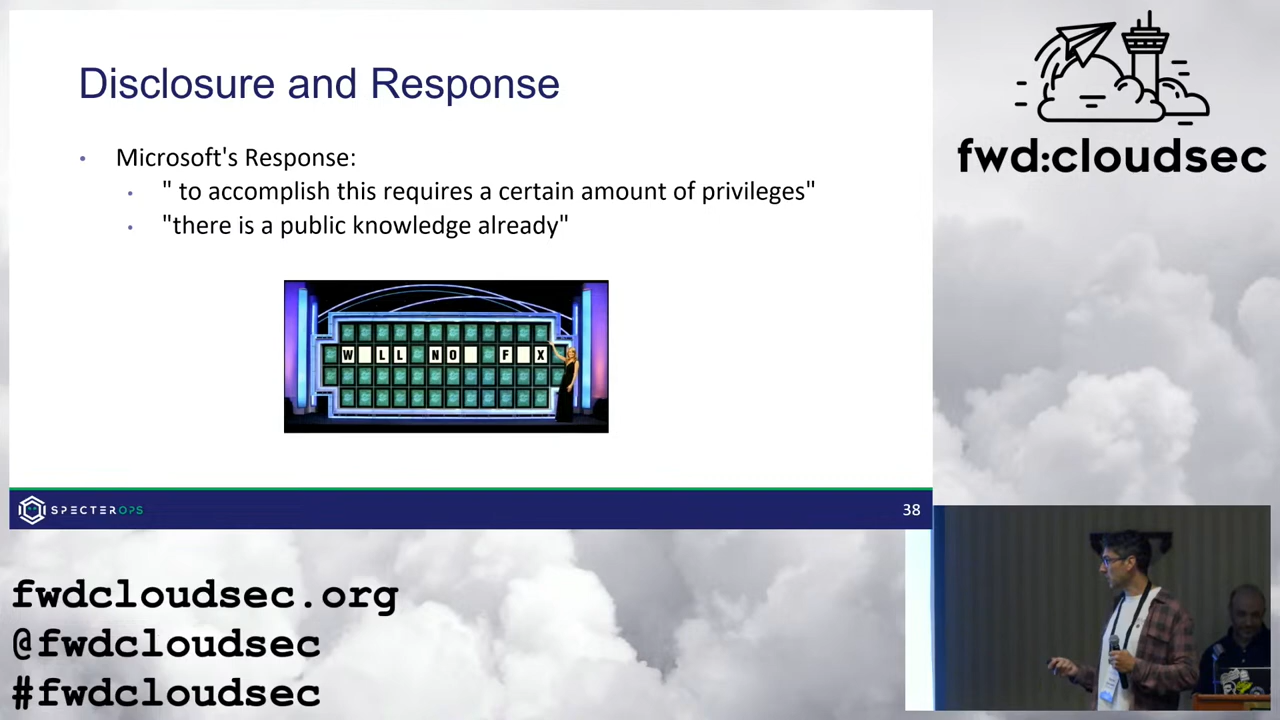 Disclosure and Response
• Microsoft's Response:
• " to accomplish this requires a certain amount of privileges"
• "there is a public knowledge already"
W LL NO F X
SPECTEROPS
38
fwd:cloudsec
fwdcloudsec.org
@fwdcloudsec
#fwdcloudsec